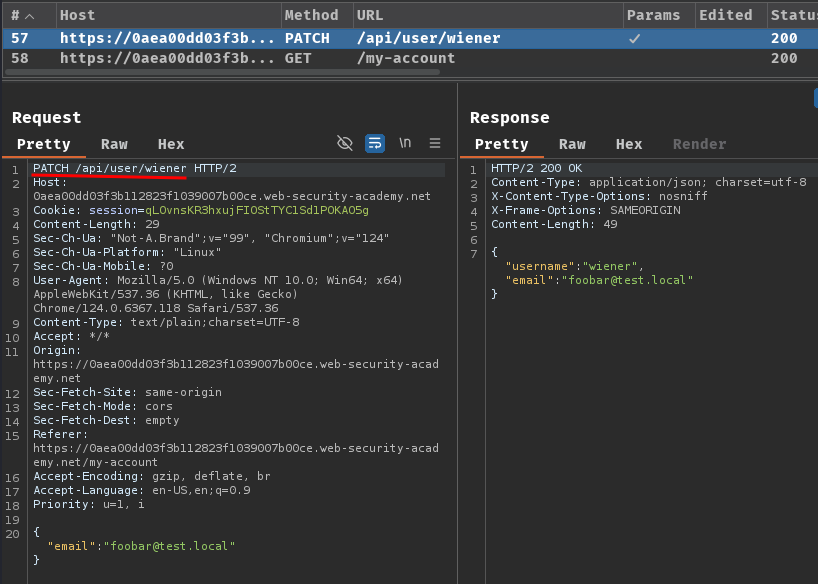 # Host Method URL Params Edited Statu
57 https://0aea00dd03f3b... PATCH /api/user/wiener ✓ 200
58 https://0aea00dd03f3b... GET /my-account 200
Request
Pretty Raw Hex \n
1 PATCH /api/user/wiener HTTP/2
2 Host:
0aea00dd03f3b112823f1039007b00ce.web-security-academy.net
3 Cookie: session=qLOvnsKR3hxujFIOStTYC1Sd1POKAO5g
4 Content-Length: 29
5 Sec-Ch-Ua: "Not-A.Brand";v="99", "Chromium";v="124"
6 Sec-Ch-Ua-Platform: "Linux"
7 Sec-Ch-Ua-Mobile: ?0
8 User-Agent: Mozilla/5.0 (Windows NT 10.0; Win64; x64)
AppleWebKit/537.36 (KHTML, like Gecko)
Chrome/124.0.6367.118 Safari/537.36
9 Content-Type: text/plain;charset=UTF-8
10 Accept: */*
11 Origin:
https://0aea00dd03f3b112823f1039007b00ce.web-security-acad
emy.net
12 Sec-Fetch-Site: same-origin
13 Sec-Fetch-Mode: cors
14 Sec-Fetch-Dest: empty
15 Referer:
https://0aea00dd03f3b112823f1039007b00ce.web-security-acad
emy.net/my-account
16 Accept-Encoding: gzip, deflate, br
17 Accept-Language: en-US,en;q=0.9
18 Priority: u=1, i
19
20 {
"email":"foobar@test.local"
}
Response
Pretty Raw Hex Render
1 HTTP/2 200 OK
2 Content-Type: application/json; charset=utf-8
3 X-Content-Type-Options: nosniff
4 X-Frame-Options: SAMEORIGIN
5 Content-Length: 49
6
7 {
"username":"wiener",
"email":"foobar@test.local"
}